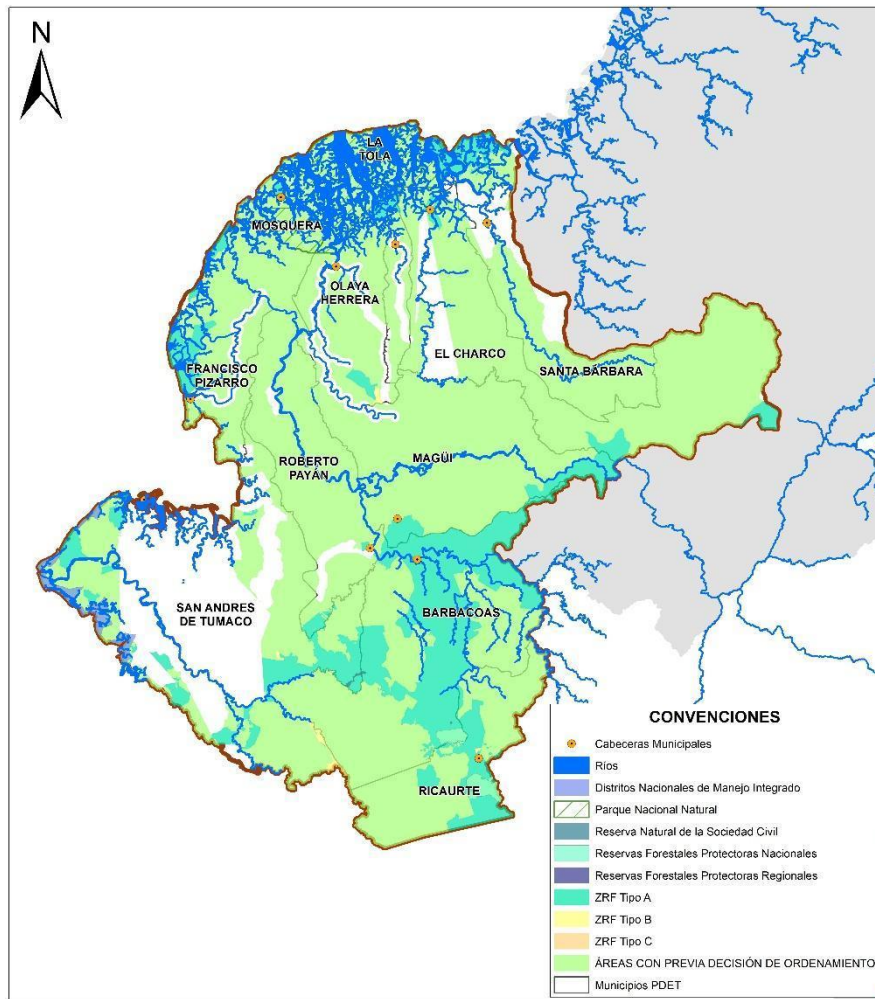 N
LA
TOLA
MOSQUERA
OLAYA
HERRERA
EL CHARCO
SANTA BÁRBARA
FRANCISCO
PIZARRO
ROBERTO
PAYÁN
MAGÜI
SAN ANDRES
DE TUMACO
BARBACOAS
RICAURTE
CONVENCIONES
Cabeceras Municipales
Ríos
Distritos Nacionales de Manejo Integrado
Parque Nacional Natural
Reserva Natural de la Sociedad Civil
Reservas Forestales Protectoras Nacionales
Reservas Forestales Protectoras Regionales
ZRF Tipo A
ZRF Tipo B
ZRF Tipo C
ÁREAS CON PREVIA DECISIÓN DE ORDENAMIENTO
Municipios PDET